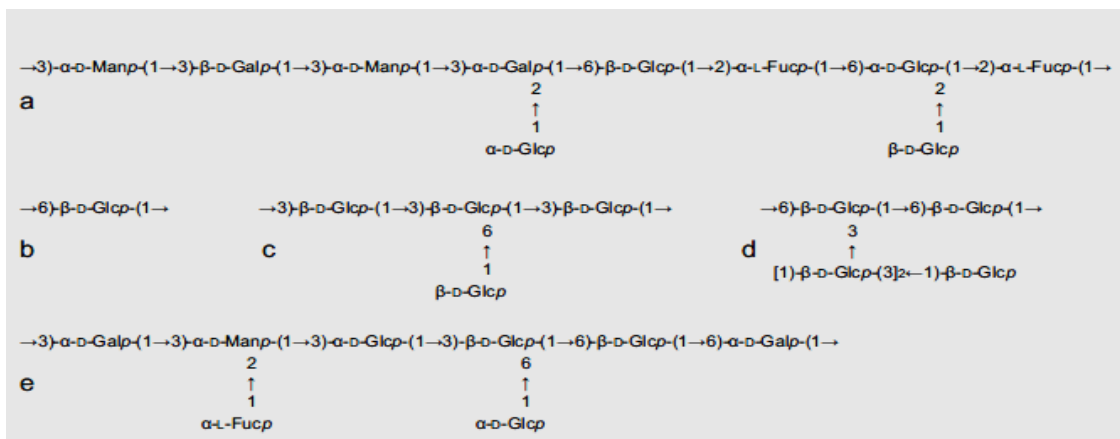 →3)-α-D-Manp-(1→3)-β-D-Galp-(1→3)-α-D-Manp-(1→3)-α-D-Galp-(1→6)-β-D-Glcp-(1→2)-α-L-Fucp-(1→6)-α-D-Glcp-(1→2)-α-L-Fucp-(1→
2 2
a ↑ ↑
1 1
α-D-Glcp β-D-Glcp
→6)-β-D-Glcp-(1→ →3)-β-D-Glcp-(1→3)-β-D-Glcp-(1→3)-β-D-Glcp-(1→ →6)-β-D-Glcp-(1→6)-β-D-Glcp-(1→
6 3
b c ↑ d ↑
1 [1)-β-D-Glcp-(3]2←1)-β-D-Glcp
β-D-Glcp
→3)-α-D-Galp-(1→3)-α-D-Manp-(1→3)-α-D-Glcp-(1→3)-β-D-Glcp-(1→6)-β-D-Glcp-(1→6)-α-D-Galp-(1→
2 6
e ↑ ↑
1 1
α-L-Fucp α-D-Glcp